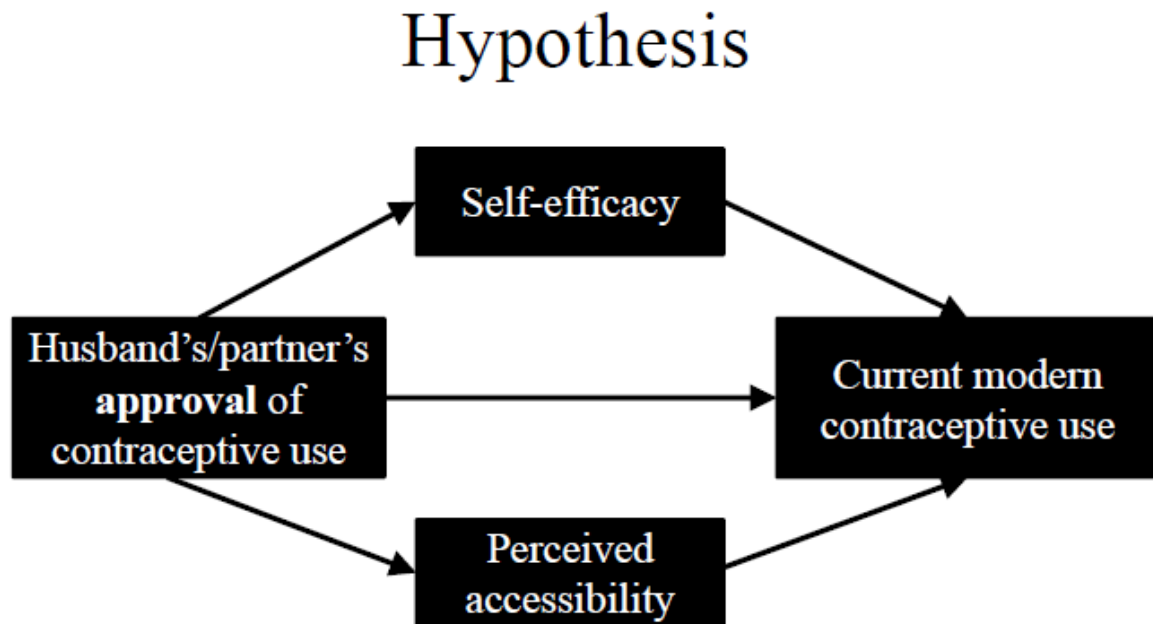 Hypothesis
Self-efficacy
Husband’s/partner’s
approval of
contraceptive use
Current modern
contraceptive use
Perceived
accessibility